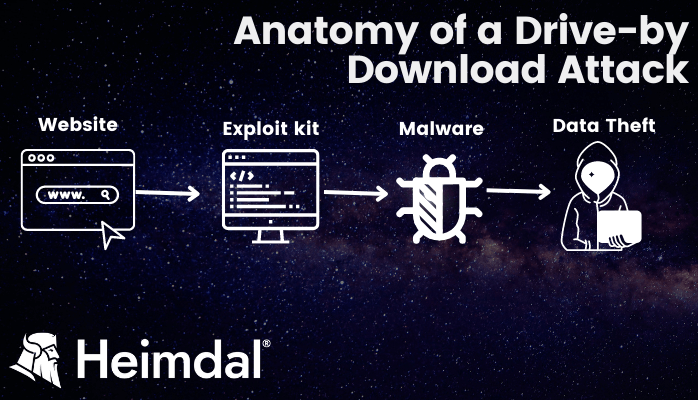 Anatomy of a Drive-by
Download Attack
Website
Exploit kit
Malware
Data Theft
www.
</>
Heimdal®